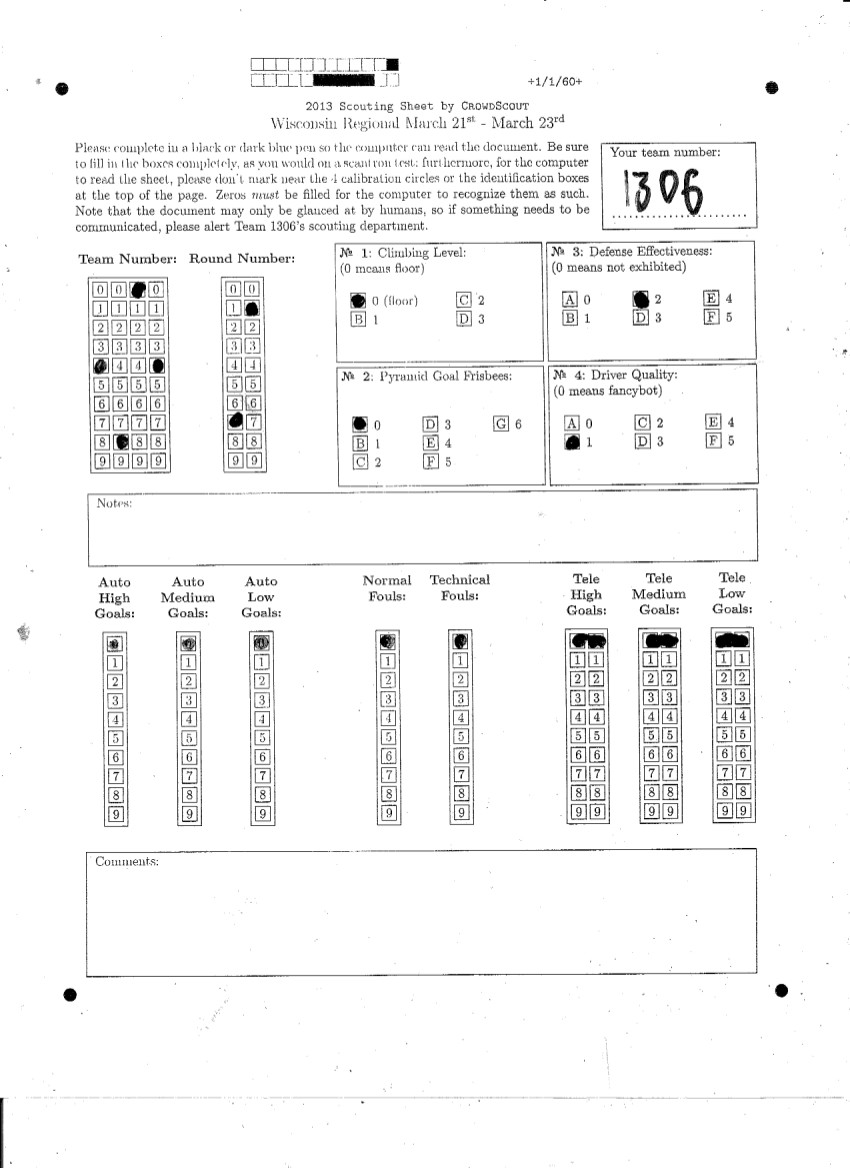 +1/1/60+
2013 Scouting Sheet by CROWDSCOUT
Wisconsin Regional March 21st - March 23rd
Please complete in a black or dark blue pen so the computer can read the document. Be sure
to fill in the boxes completely, as you would on a scantron test; furthermore, for the computer
to read the sheet, please don't mark near the 4 calibration circles or the identification boxes
at the top of the page. Zeros must be filled for the computer to recognize them as such.
Note that the document may only be glanced at by humans, so if something needs to be
communicated, please alert Team 1306's scouting department.
Your team number:
1306
Team Number: Round Number:
0 0 0
1 1 1 1
2 2 2 2
3 3 3 3
4 4
5 5 5 5
6 6 6 6
7 7 7 7
8 8 8
9 9 9 9
0 0
1
2 2
3 3
4 4
5 5
6 6
7
8 8
9 9
№ 1: Climbing Level:
(0 means floor)
0 (floor) C 2
B 1 D 3
№ 3: Defense Effectiveness:
(0 means not exhibited)
A 0 2 E 4
B 1 D 3 F 5
№ 2: Pyramid Goal Frisbees:
0 D 3 G 6
B 1 E 4
C 2 F 5
№ 4: Driver Quality:
(0 means fancybot)
A 0 C 2 E 4
1 D 3 F 5
Notes:
Auto Auto Auto Normal Technical Tele Tele Tele
High Medium Low Fouls: Fouls: High Medium Low
Goals: Goals: Goals: Goals: Goals: Goals:
1 1 1 1 1 1 1 1 1 1 1
2 2 2 2 2 2 2 2 2 2 2
3 3 3 3 3 3 3 3 3 3 3
4 4 4 4 4 4 4 4 4 4 4
5 5 5 5 5 5 5 5 5 5 5
6 6 6 6 6 6 6 6 6 6 6
7 7 7 7 7 7 7 7 7 7 7
8 8 8 8 8 8 8 8 8 8 8
9 9 9 9 9 9 9 9 9 9 9
Comments: